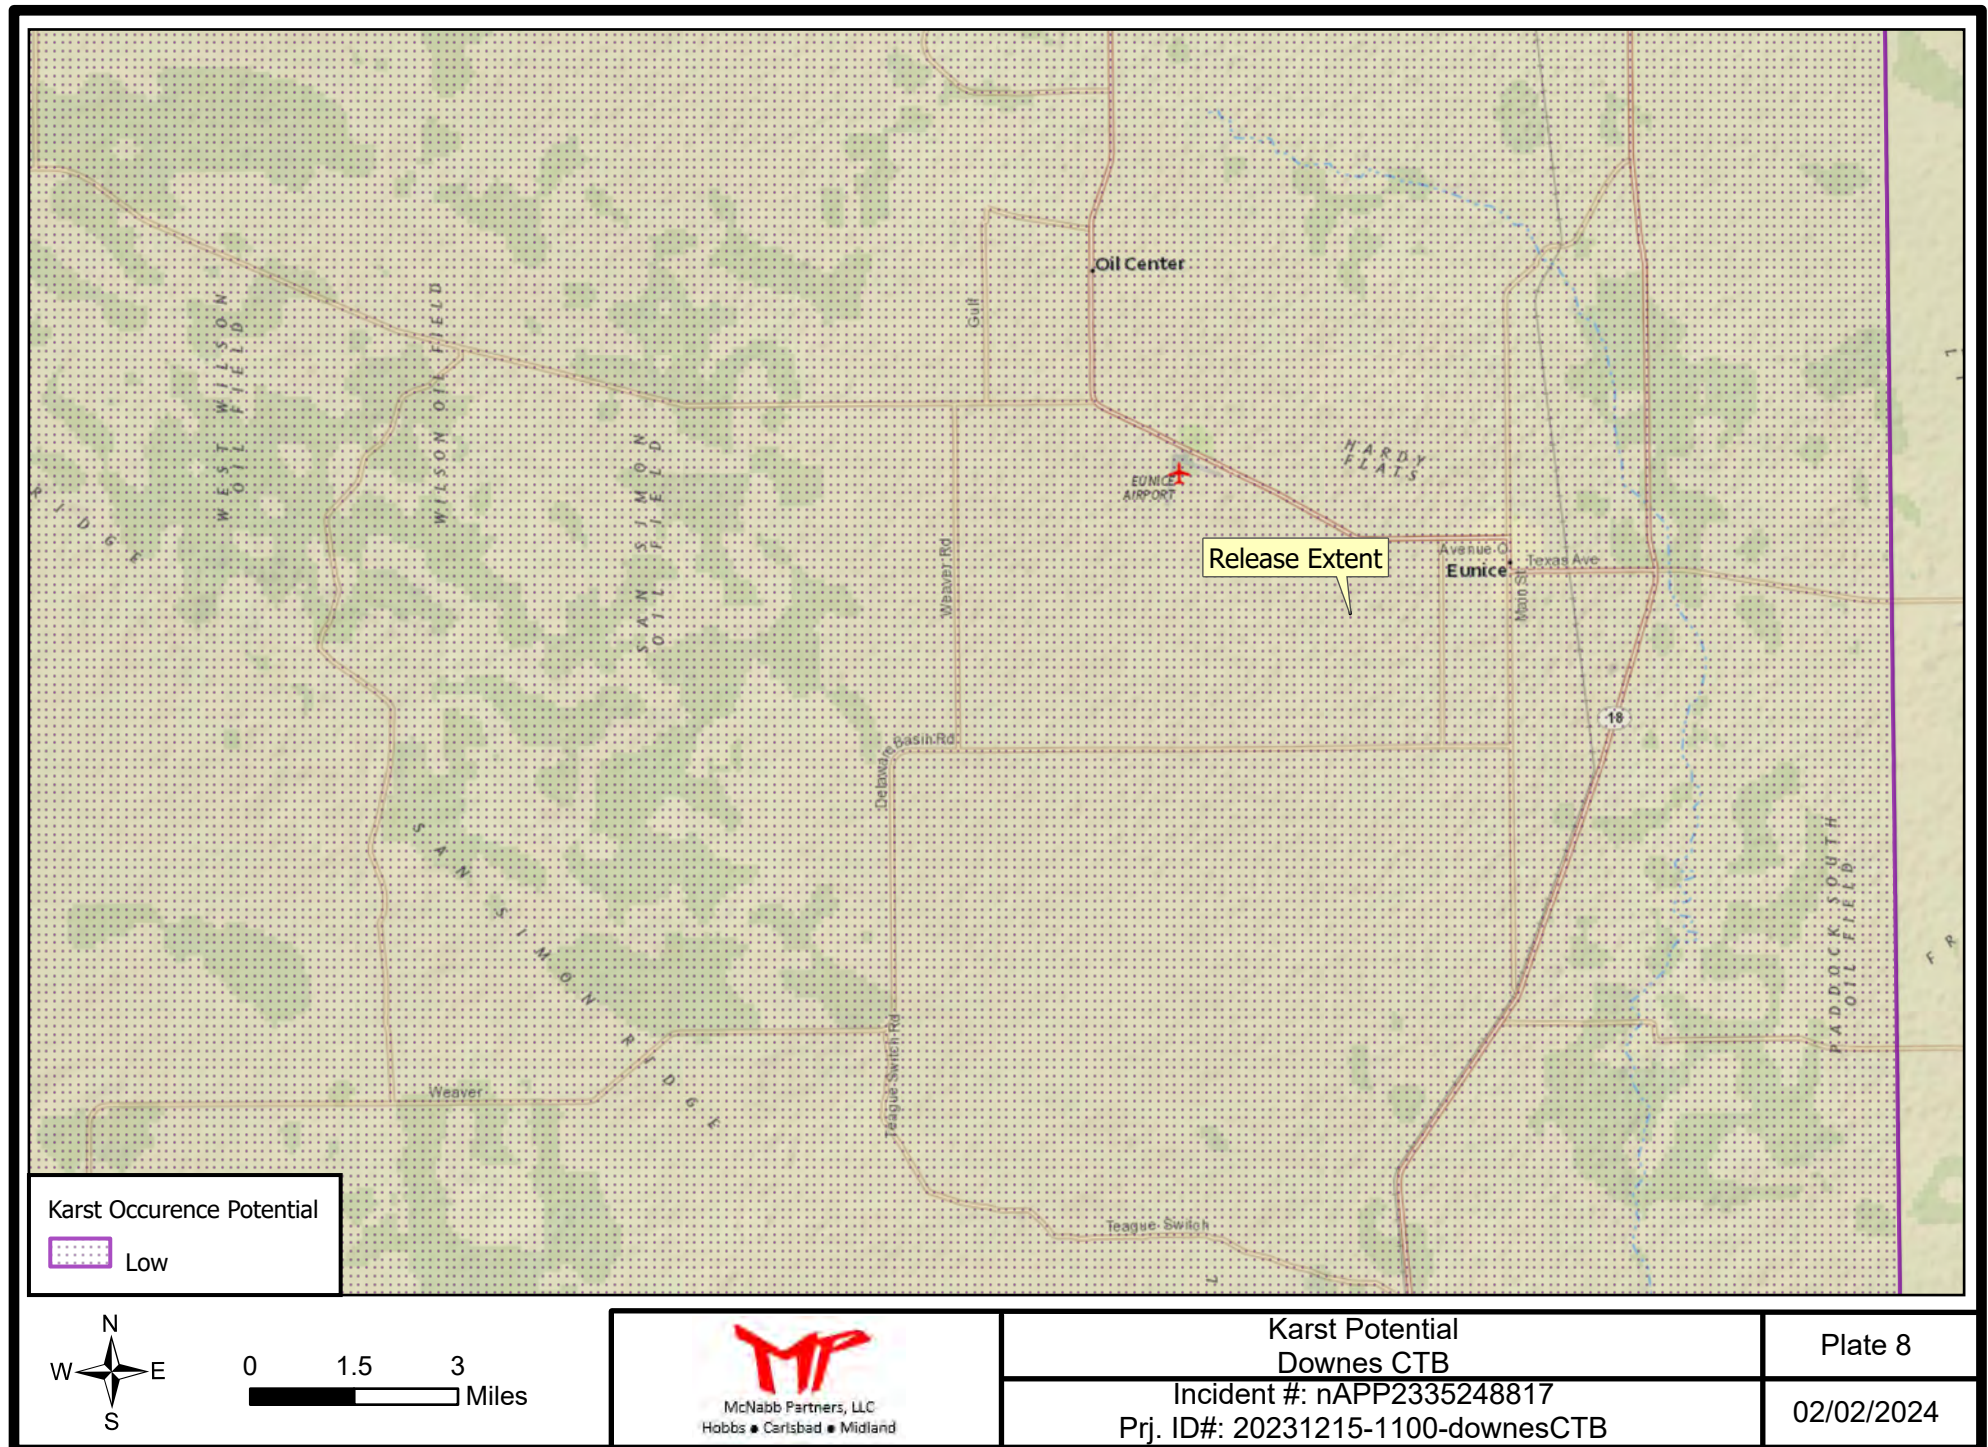 Oil Center
Gulf
WEST WILSON
OIL FIELD
WILSON OIL FIELD
SAN SIMON
OIL FIELD
RIDGE
HARDY
FLATS
EUNICE
AIRPORT
Release Extent
Avenue O
Eunice
Texas Ave
Main St
Weaver Rd
18
Delaware Basin Rd
SAN SIMON RIDGE
PADDOCK SOUTH
OIL FIELD
F R
Teague Switch Rd
Weaver
Teague Switch
Karst Occurence Potential
Low
N
W E
S
0 1.5 3
Miles
McNabb Partners, LLC
Hobbs • Carlsbad • Midland
Karst Potential
Downes CTB
Incident #: nAPP2335248817
Prj. ID#: 20231215-1100-downesCTB
Plate 8
02/02/2024